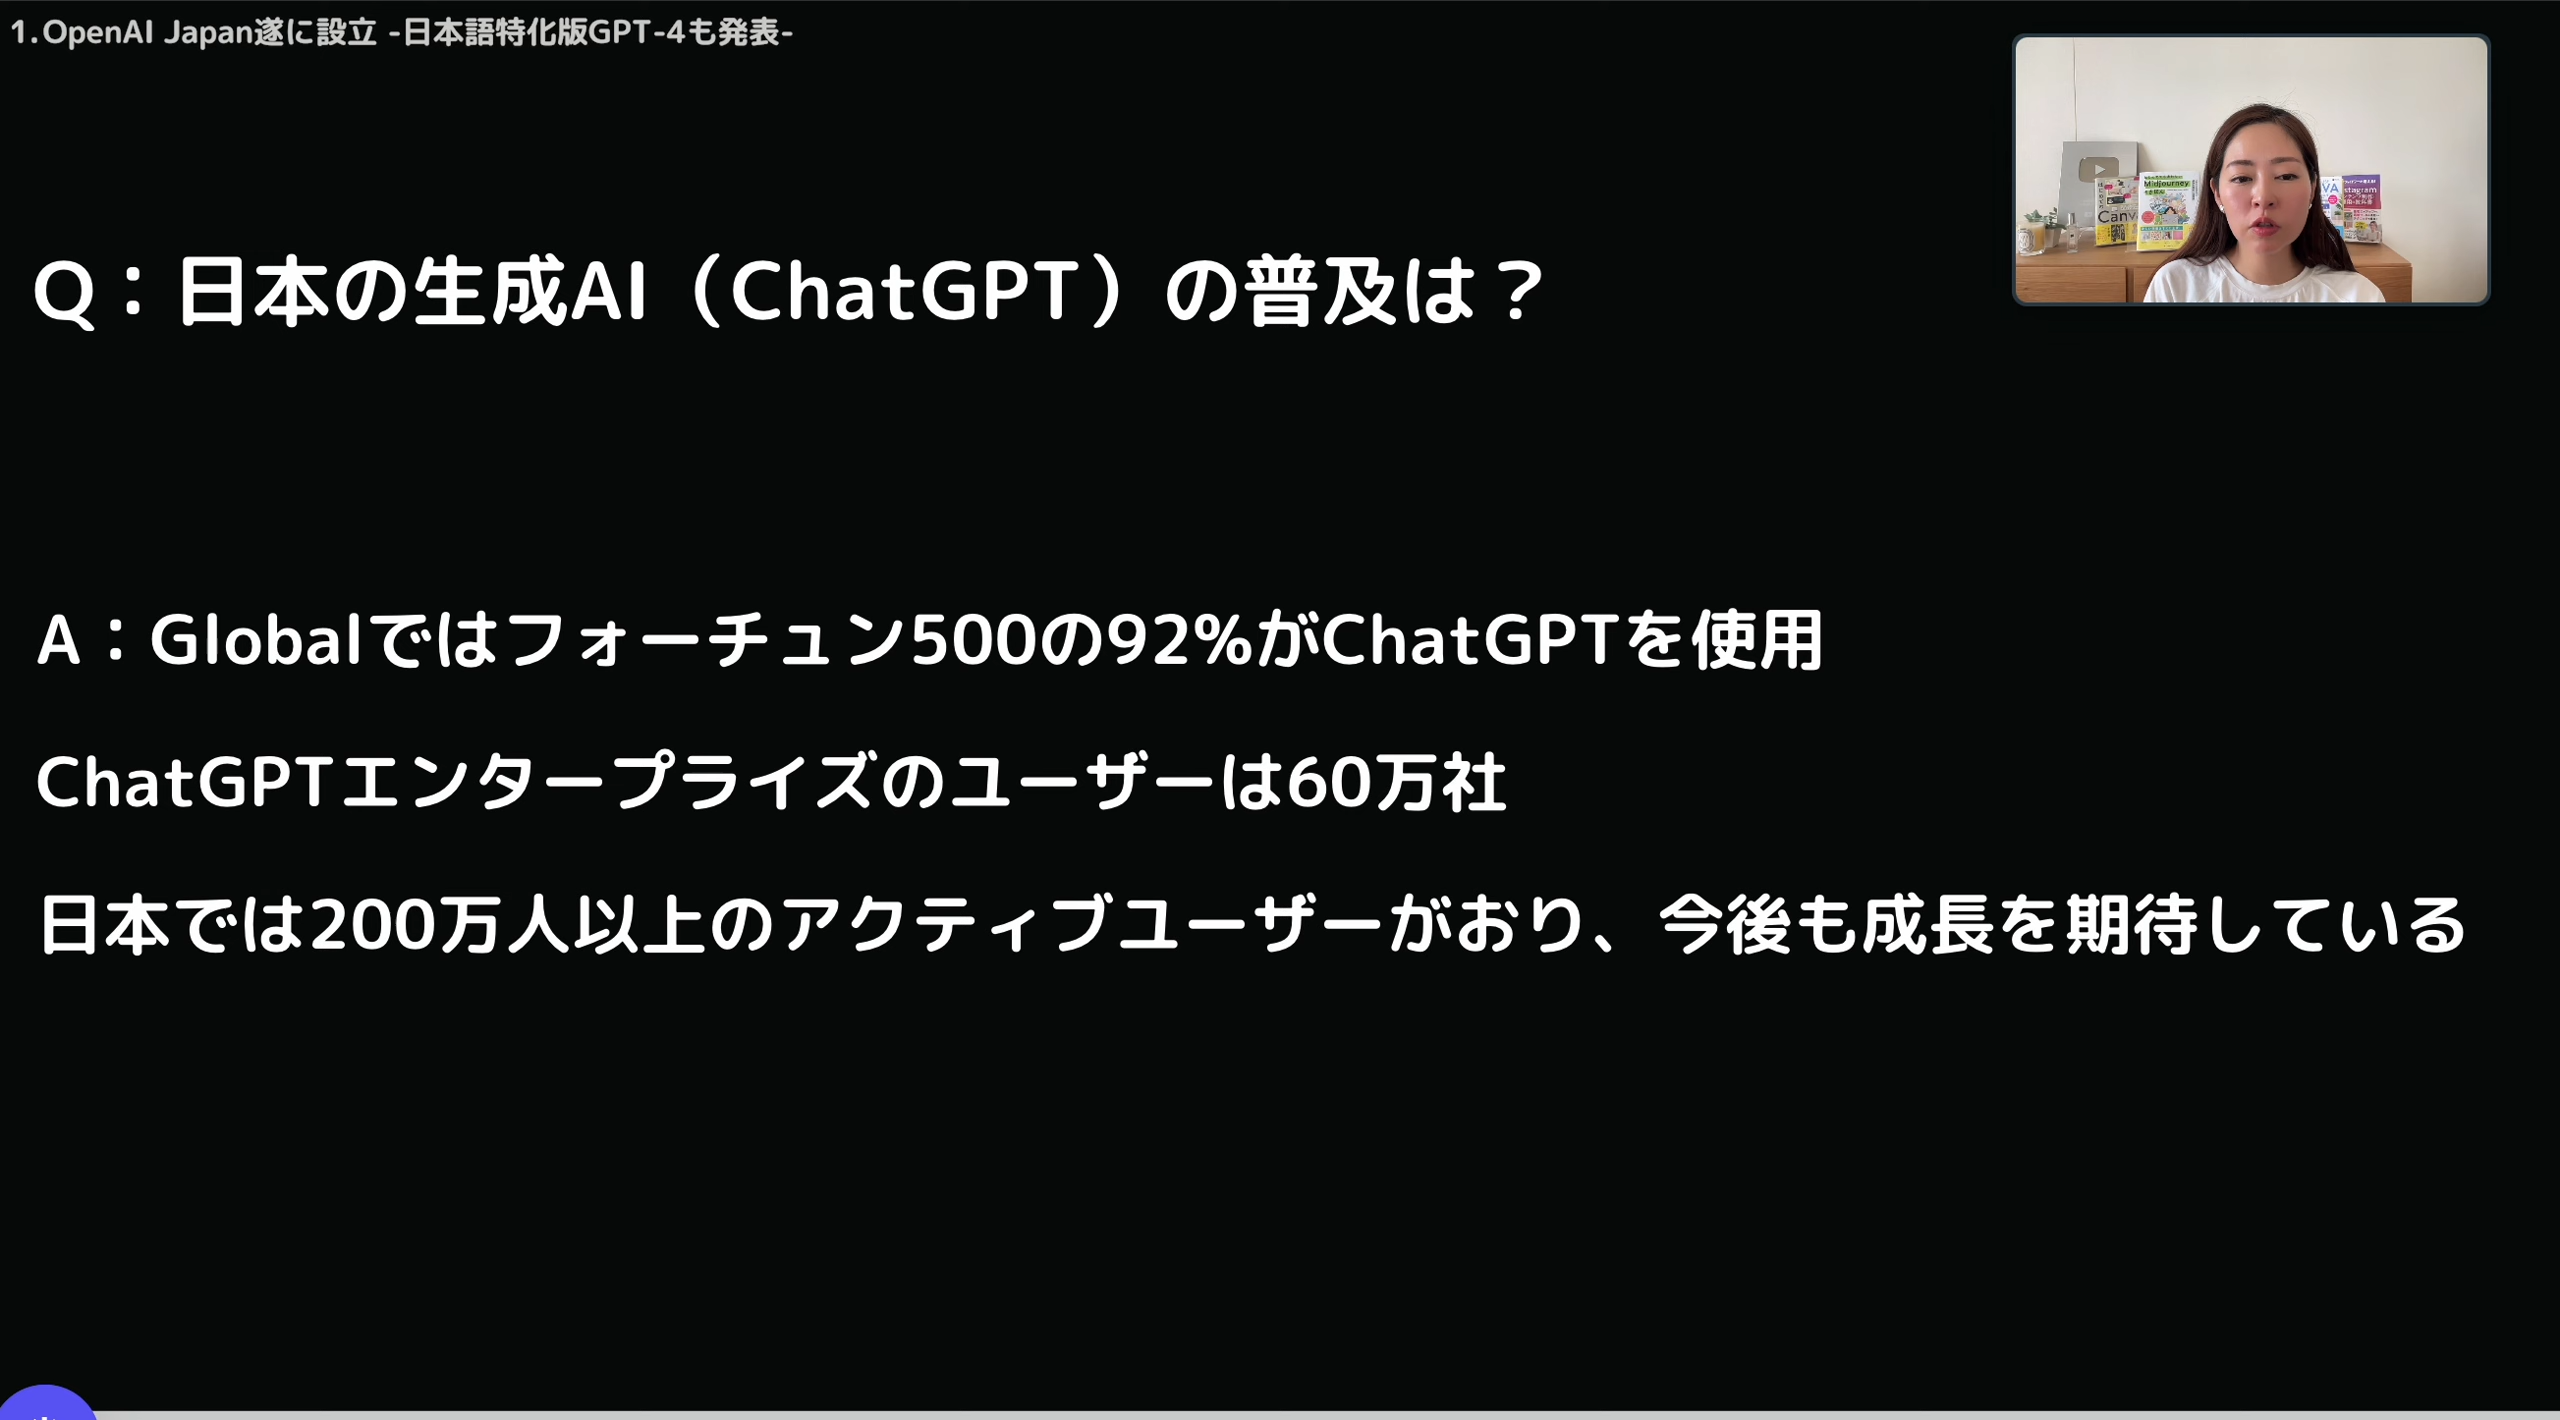 1.OpenAI Japan遂に設立 -日本語特化版GPT-4も発表-
Q：日本の生成AI（ChatGPT）の普及は？
A：Globalではフォーチュン500の92%がChatGPTを使用
ChatGPTエンタープライズのユーザーは60万社
日本では200万人以上のアクティブユーザーがおり、今後も成長を期待している
Midjourney
Canv
VA
stagram